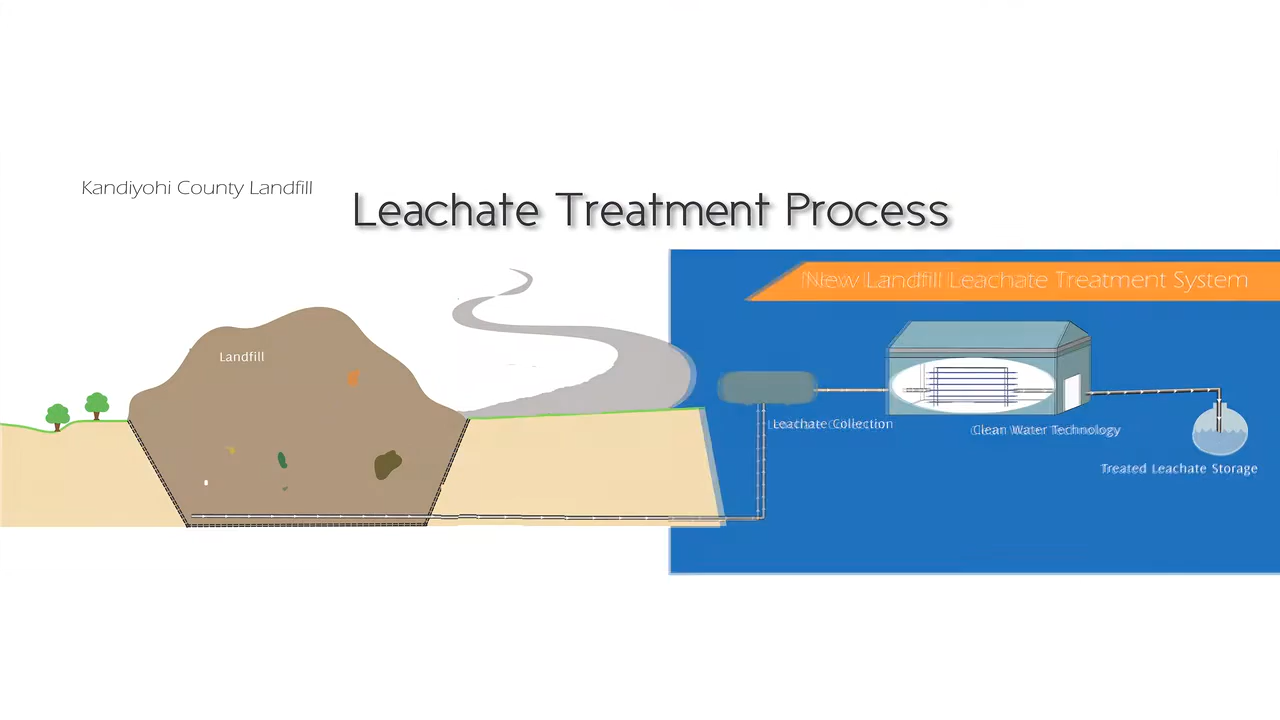 Kandiyohi County Landfill
Leachate Treatment Process
New Landfill Leachate Treatment System
Landfill
Leachate Collection
Clean Water Technology
Treated Leachate Storage